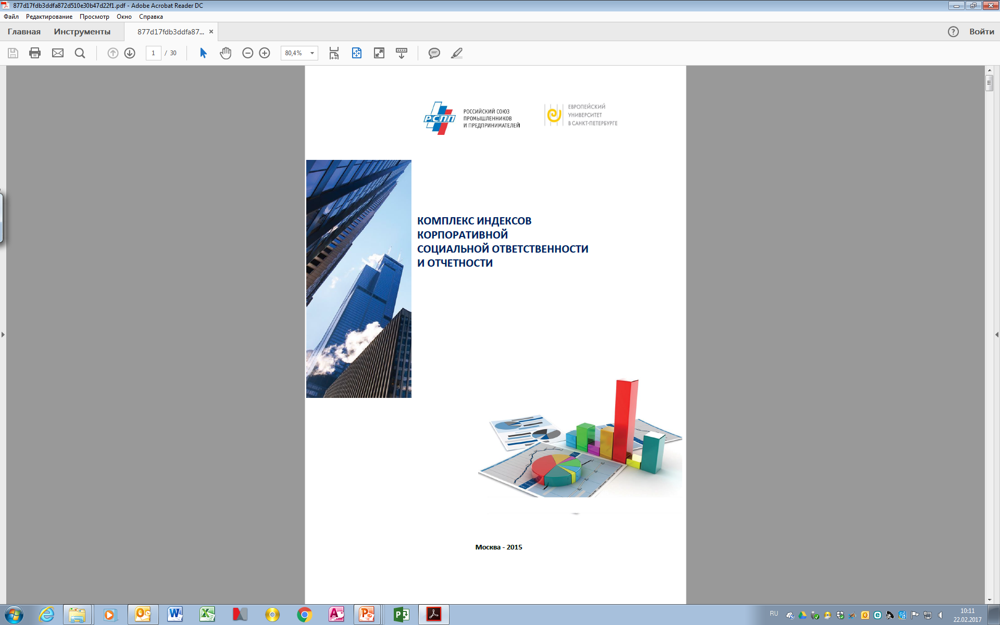 877d17fdb3ddfa872d510e30b47d22f1.pdf - Adobe Acrobat Reader DC
Файл Редактирование Просмотр Окно Справка
Главная Инструменты 877d17fdb3ddfa87... × ? Войти
1 / 30 80,4%
РСПП
РОССИЙСКИЙ СОЮЗ
ПРОМЫШЛЕННИКОВ
И ПРЕДПРИНИМАТЕЛЕЙ
ЕВРОПЕЙСКИЙ
УНИВЕРСИТЕТ
В САНКТ-ПЕТЕРБУРГЕ
КОМПЛЕКС ИНДЕКСОВ
КОРПОРАТИВНОЙ
СОЦИАЛЬНОЙ ОТВЕТСТВЕННОСТИ
И ОТЧЕТНОСТИ
Москва - 2015
RU
10:11
22.02.2017